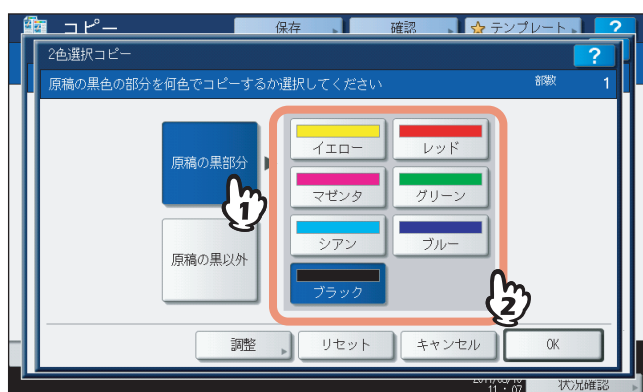 コピー 保存 確認 テンプレート ?
2色選択コピー ?
原稿の黒色の部分を何色でコピーするか選択してください 部数 1
原稿の黒部分
1
イエロー レッド
マゼンタ グリーン
原稿の黒以外
シアン ブルー
ブラック
2
調整 リセット キャンセル OK
11:07 状況確認